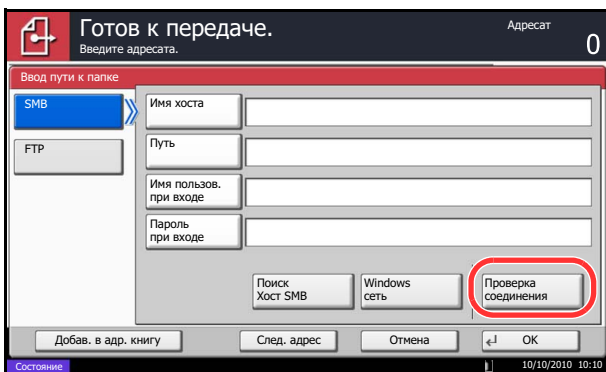 Готов к передаче.
Введите адресата.
Адресат
0
Ввод пути к папке
SMB
FTP
Имя хоста
Путь
Имя пользов.
при входе
Пароль
при входе
Поиск
Хост SMB
Windows
сеть
Проверка
соединения
Добав. в адр. книгу
След. адрес
Отмена
OK
Состояние
10/10/2010 10:10